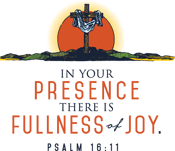 IN YOUR
PRESENCE
THERE IS
FULLNESS of JOY.
PSALM 16:11